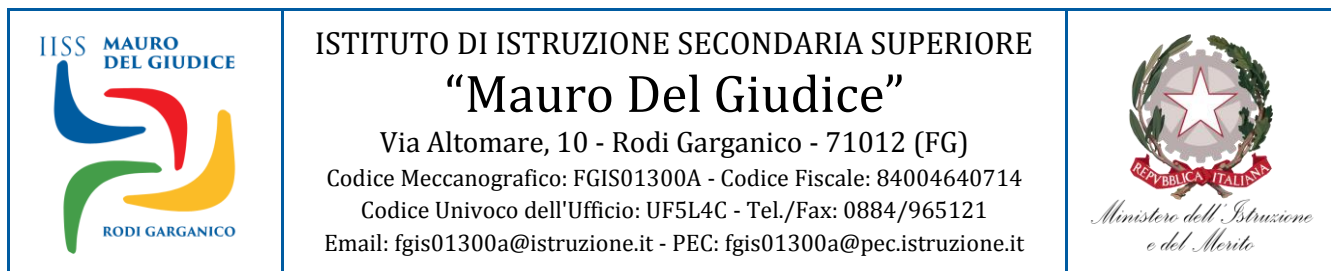 IISS MAURO
DEL GIUDICE
RODI GARGANICO
ISTITUTO DI ISTRUZIONE SECONDARIA SUPERIORE
“Mauro Del Giudice”
Via Altomare, 10 - Rodi Garganico - 71012 (FG)
Codice Meccanografico: FGIS01300A - Codice Fiscale: 84004640714
Codice Univoco dell'Ufficio: UF5L4C - Tel./Fax: 0884/965121
Email: fgis01300a@istruzione.it - PEC: fgis01300a@pec.istruzione.it
REPVBBLICA ITALIANA
Ministero dell'Istruzione
e del Merito